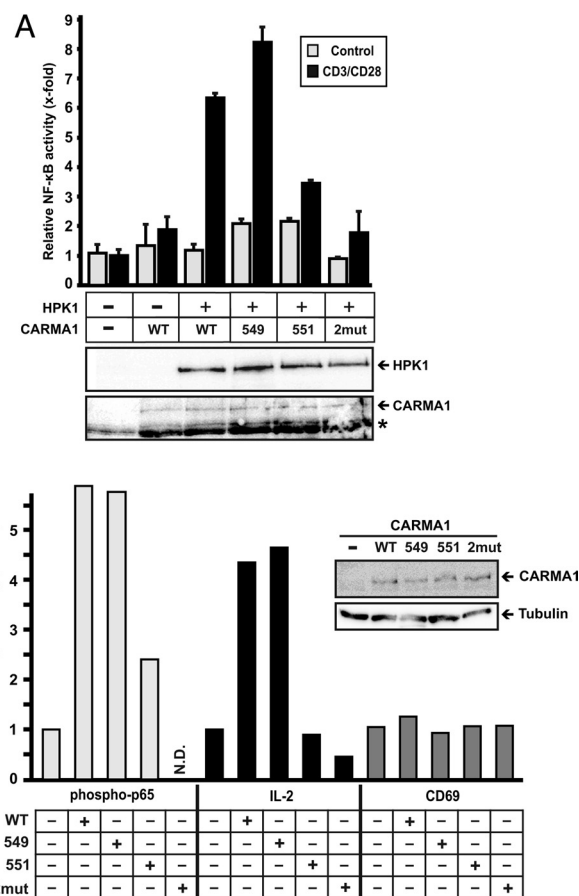 A
Relative NF-κB activity (x-fold)
9
8
7
6
5
4
3
2
1
0
Control
CD3/CD28
HPK1 – – + + + +
CARMA1 – WT WT 549 551 2mut
← HPK1
← CARMA1
*
5
4
3
2
1
0
CARMA1
– WT 549 551 2mut
← CARMA1
← Tubulin
N.D.
phospho-p65 IL-2 CD69
WT – + – – – – + – – – – + – – –
549 – – + – – – – + – – – – + – –
551 – – – + – – – – + – – – – + –
mut – – – – + – – – – + – – – – +